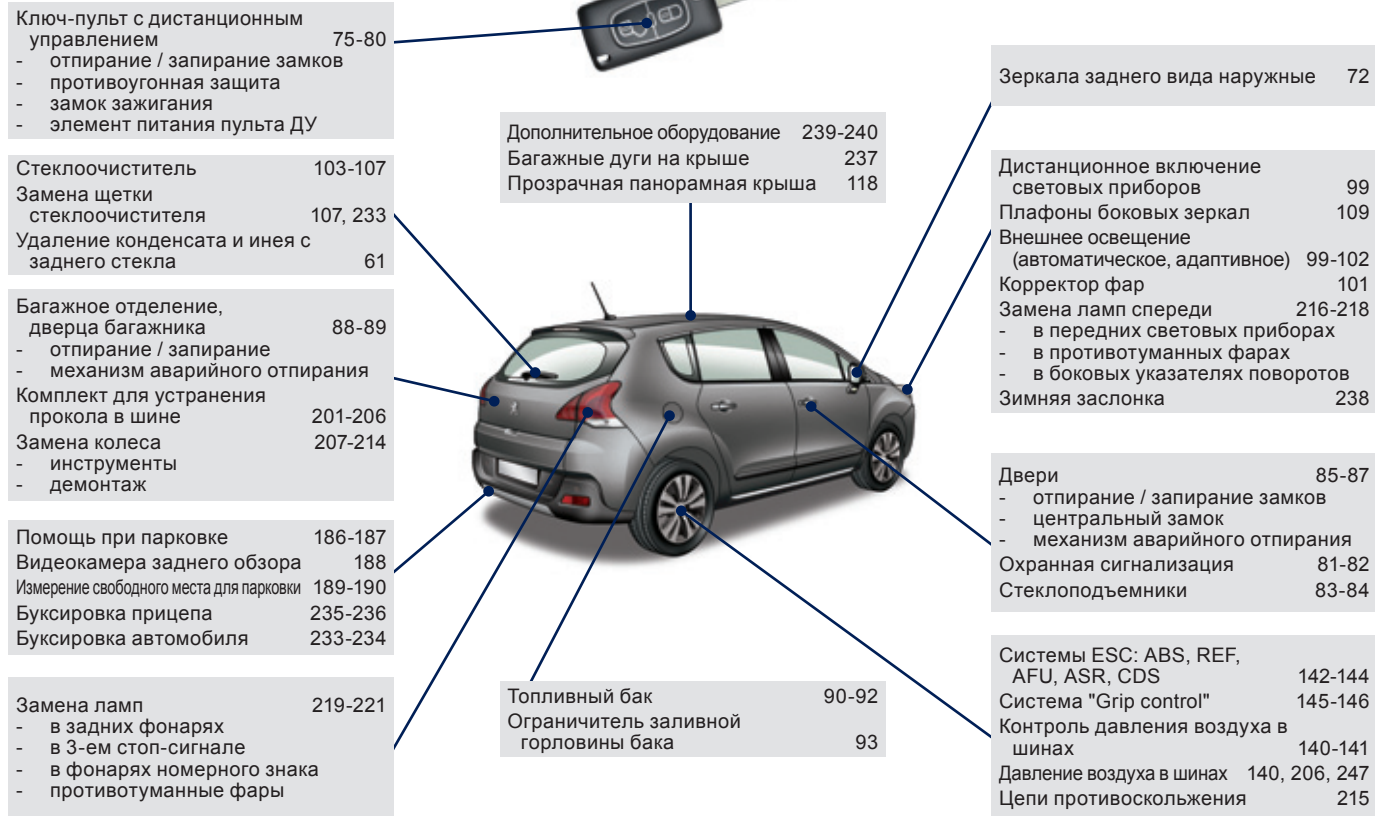 Ключ-пульт с дистанционным
управлением 75-80
- отпирание / запирание замков
- противоугонная защита
- замок зажигания
- элемент питания пульта ДУ
Стеклоочиститель 103-107
Замена щетки
стеклоочистителя 107, 233
Удаление конденсата и инея с
заднего стекла 61
Багажное отделение,
дверца багажника 88-89
- отпирание / запирание
- механизм аварийного отпирания
Комплект для устранения
прокола в шине 201-206
Замена колеса 207-214
- инструменты
- демонтаж
Помощь при парковке 186-187
Видеокамера заднего обзора 188
Измерение свободного места для парковки 189-190
Буксировка прицепа 235-236
Буксировка автомобиля 233-234
Замена ламп 219-221
- в задних фонарях
- в 3-ем стоп-сигнале
- в фонарях номерного знака
- противотуманные фары
Дополнительное оборудование 239-240
Багажные дуги на крыше 237
Прозрачная панорамная крыша 118
Топливный бак 90-92
Ограничитель заливной
горловины бака 93
Зеркала заднего вида наружные 72
Дистанционное включение
световых приборов 99
Плафоны боковых зеркал 109
Внешнее освещение
(автоматическое, адаптивное) 99-102
Корректор фар 101
Замена ламп спереди 216-218
- в передних световых приборах
- в противотуманных фарах
- в боковых указателях поворотов
Зимняя заслонка 238
Двери 85-87
- отпирание / запирание замков
- центральный замок
- механизм аварийного отпирания
Охранная сигнализация 81-82
Стеклоподъемники 83-84
Системы ESC: ABS, REF,
AFU, ASR, CDS 142-144
Система "Grip control" 145-146
Контроль давления воздуха в
шинах 140-141
Давление воздуха в шинах 140, 206, 247
Цепи противоскольжения 215